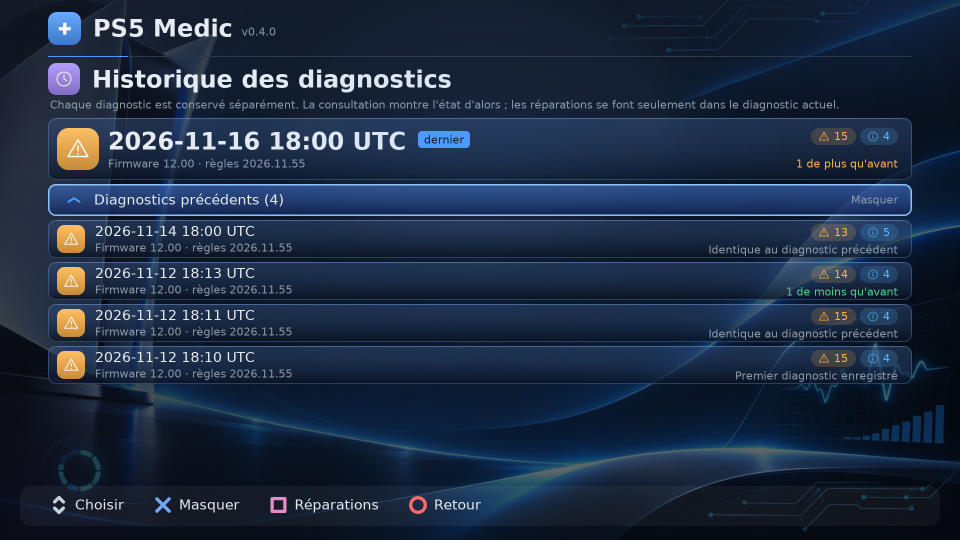 PS5 Medic v0.4.0
Historique des diagnostics
Chaque diagnostic est conservé séparément. La consultation montre l'état d'alors ; les réparations se font seulement dans le diagnostic actuel.
2026-11-16 18:00 UTC dernier 15 4
Firmware 12.00 · règles 2026.11.55 1 de plus qu'avant
Diagnostics précédents (4) Masquer
2026-11-14 18:00 UTC 13 5
Firmware 12.00 · règles 2026.11.55 Identique au diagnostic précédent
2026-11-12 18:13 UTC 14 4
Firmware 12.00 · règles 2026.11.55 1 de moins qu'avant
2026-11-12 18:11 UTC 15 4
Firmware 12.00 · règles 2026.11.55 Identique au diagnostic précédent
2026-11-12 18:10 UTC 15 4
Firmware 12.00 · règles 2026.11.55 Premier diagnostic enregistré
Choisir Masquer Réparations Retour